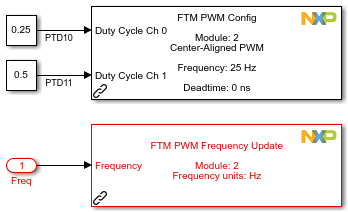 0.25
PTD10
Duty Cycle Ch 0
0.5
PTD11
Duty Cycle Ch 1
FTM PWM Config
NXP
Module: 2
Center-Aligned PWM
Frequency: 25 Hz
Deadtime: 0 ns
1
Freq
Frequency
FTM PWM Frequency Update
NXP
Module: 2
Frequency units: Hz